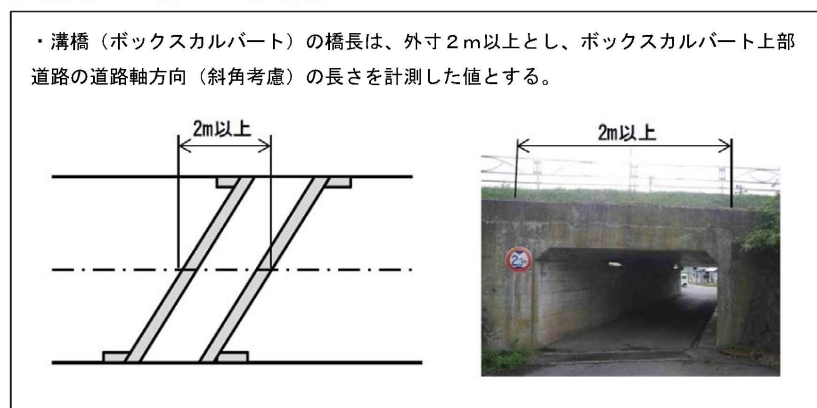 ・溝橋（ボックスカルバート）の橋長は、外寸２ｍ以上とし、ボックスカルバート上部
道路の道路軸方向（斜角考慮）の長さを計測した値とする。
2m以上
2m以上